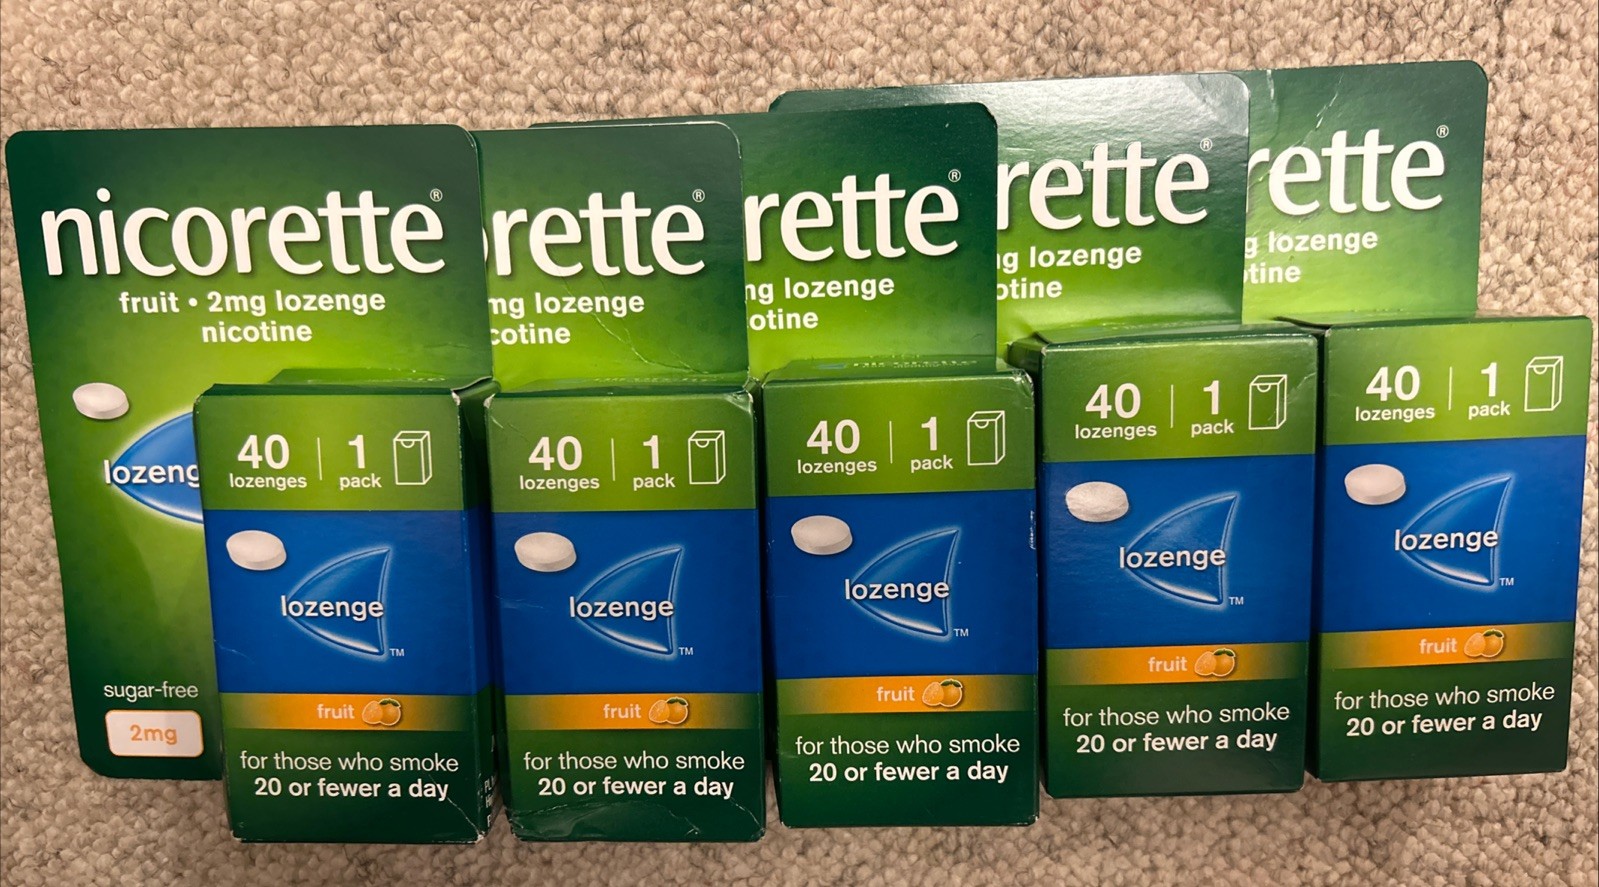 nicorette®
fruit • 2mg lozenge
nicotine
lozeng
sugar-free
2mg
40 | 1
lozenges pack
lozenge
TM
fruit
for those who smoke
20 or fewer a day
rette®
mg lozenge
cotine
40 | 1
lozenges pack
lozenge
TM
fruit
for those who smoke
20 or fewer a day
rette®
ng lozenge
otine
40 | 1
lozenges pack
lozenge
TM
fruit
for those who smoke
20 or fewer a day
rette®
g lozenge
otine
40 | 1
lozenges pack
lozenge
TM
fruit
for those who smoke
20 or fewer a day
rette®
g lozenge
tine
40 | 1
lozenges pack
lozenge
TM
fruit
for those who smoke
20 or fewer a day